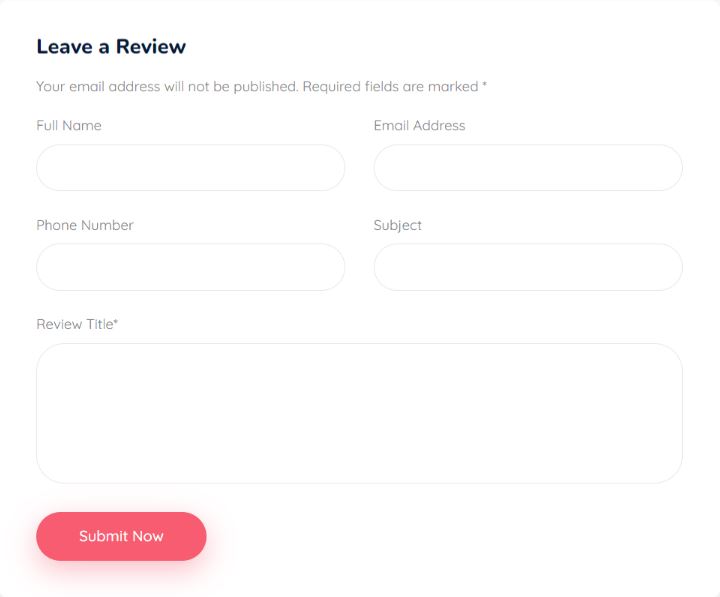 Leave a Review
Your email address will not be published. Required fields are marked *
Full Name
Email Address
Phone Number
Subject
Review Title*
Submit Now